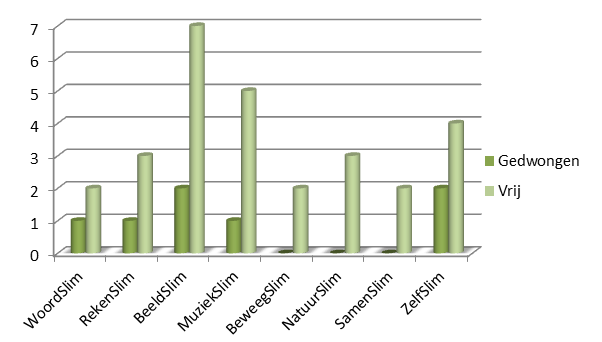 7
6
5
4
3
2
1
0
WoordSlim
RekenSlim
BeeldSlim
MuziekSlim
BeweegSlim
NatuurSlim
SamenSlim
ZelfSlim
Gedwongen
Vrij